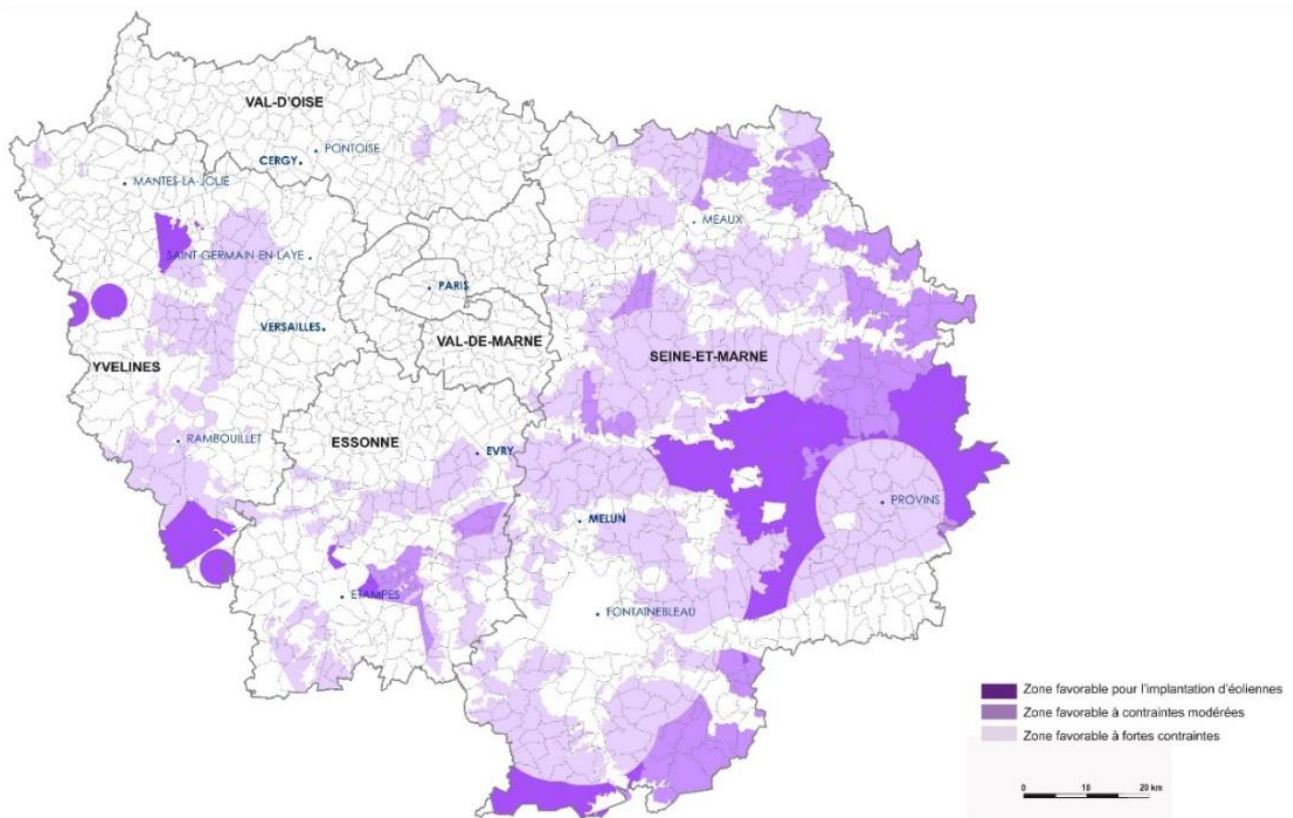 VAL-D'OISE
PONTOISE
CERGY
MANTES-LA-JOLIE
MEAUX
SAINT-GERMAIN-EN-LAYE
PARIS
VERSAILLES
VAL-DE-MARNE
SEINE-ET-MARNE
YVELINES
RAMBOUILLET
ESSONNE
EVRY
PROVINS
MELUN
ETAMPES
FONTAINEBLEAU
Zone favorable pour l'implantation d'éoliennes
Zone favorable à contraintes modérées
Zone favorable à fortes contraintes
0 10 20 km